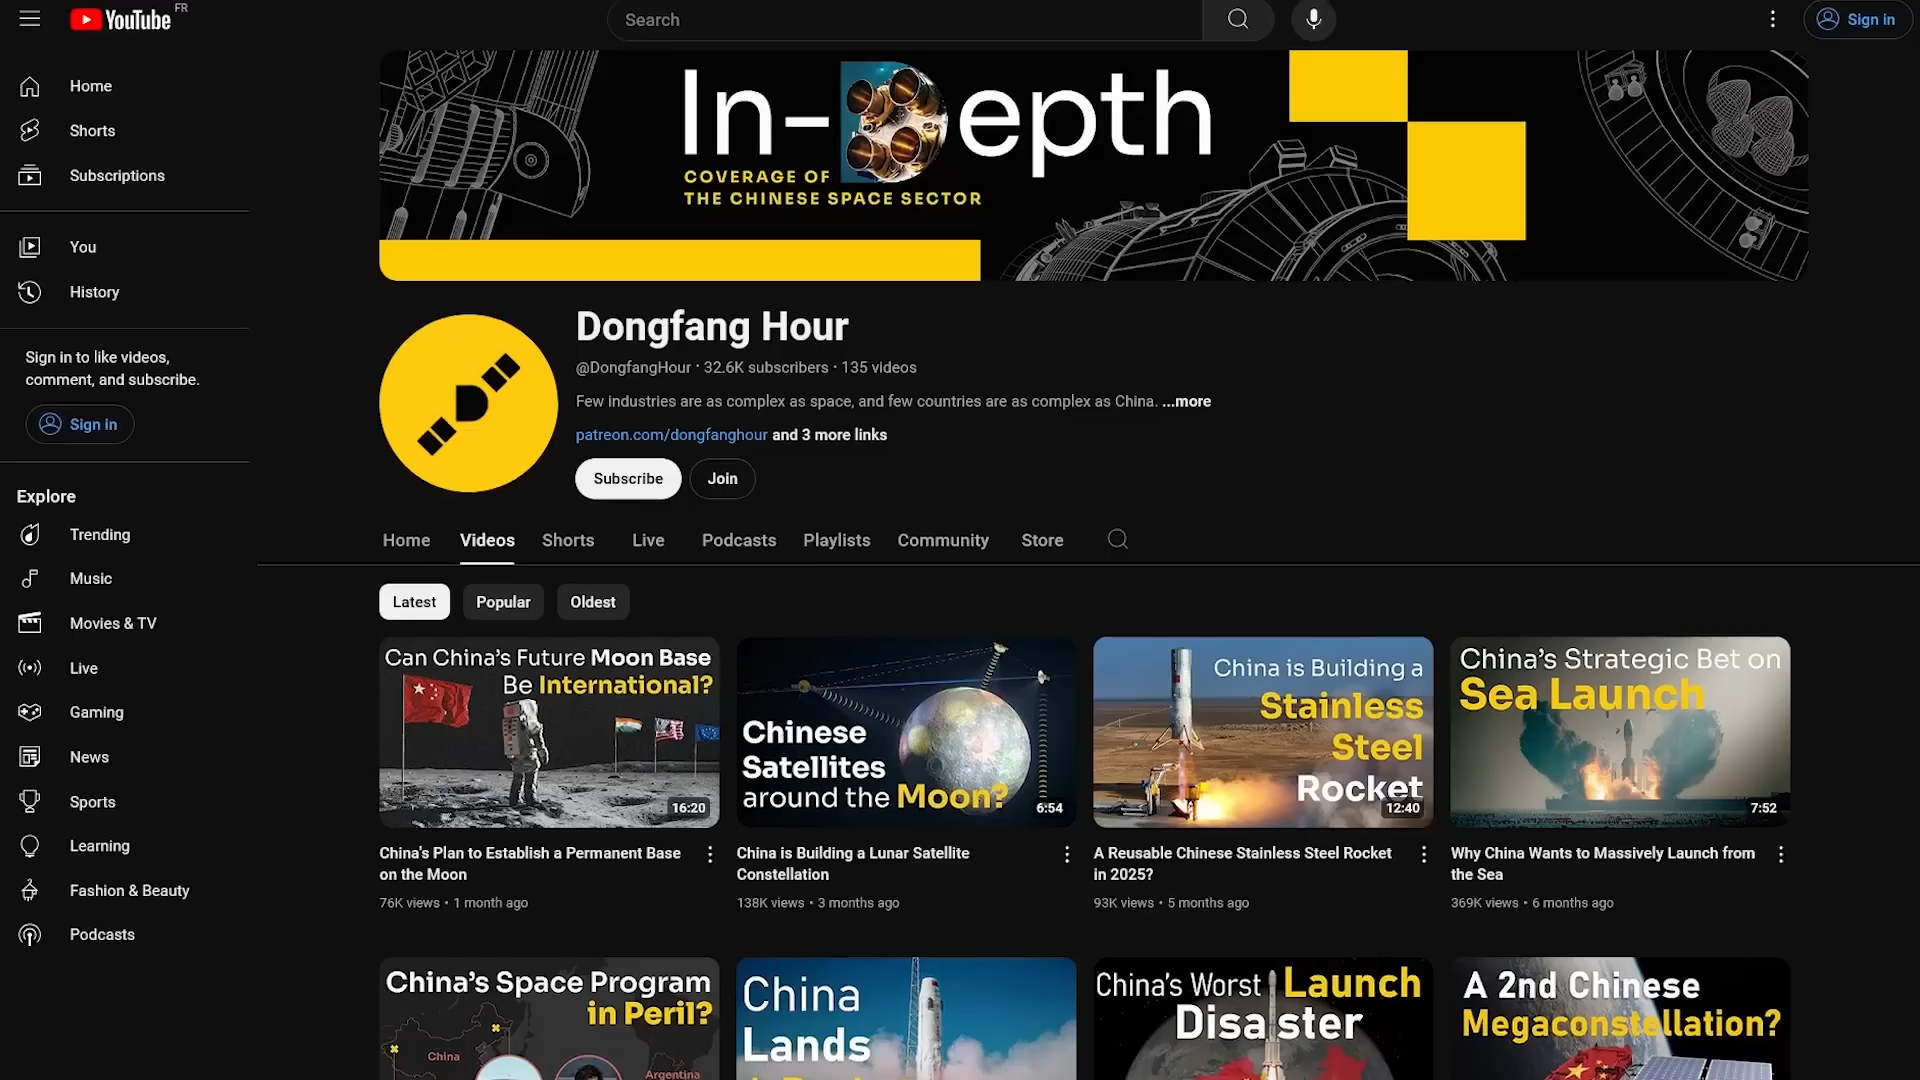 YouTube FR
Search
Sign in
Home
Shorts
Subscriptions
You
History
Sign in to like videos,
comment, and subscribe.
Sign in
Explore
Trending
Music
Movies & TV
Live
Gaming
News
Sports
Learning
Fashion & Beauty
Podcasts
In-Depth
COVERAGE OF
THE CHINESE SPACE SECTOR
Dongfang Hour
@DongfangHour • 32.6K subscribers • 135 videos
Few industries are as complex as space, and few countries are as complex as China. ...more
patreon.com/dongfanghour and 3 more links
Subscribe Join
Home Videos Shorts Live Podcasts Playlists Community Store
Latest Popular Oldest
Can China's Future Moon Base
Be International?
16:20
China's Plan to Establish a Permanent Base
on the Moon
76K views • 1 month ago
Chinese
Satellites
around the Moon?
6:54
China is Building a Lunar Satellite
Constellation
138K views • 3 months ago
China is Building a
Stainless
Steel
Rocket
12:40
A Reusable Chinese Stainless Steel Rocket
in 2025?
93K views • 5 months ago
China's Strategic Bet on
Sea Launch
7:52
Why China Wants to Massively Launch from
the Sea
369K views • 6 months ago
China's Space Program
in Peril?
China
Argentina
China
Lands
China's Worst Launch
Disaster
A 2nd Chinese
Megaconstellation?